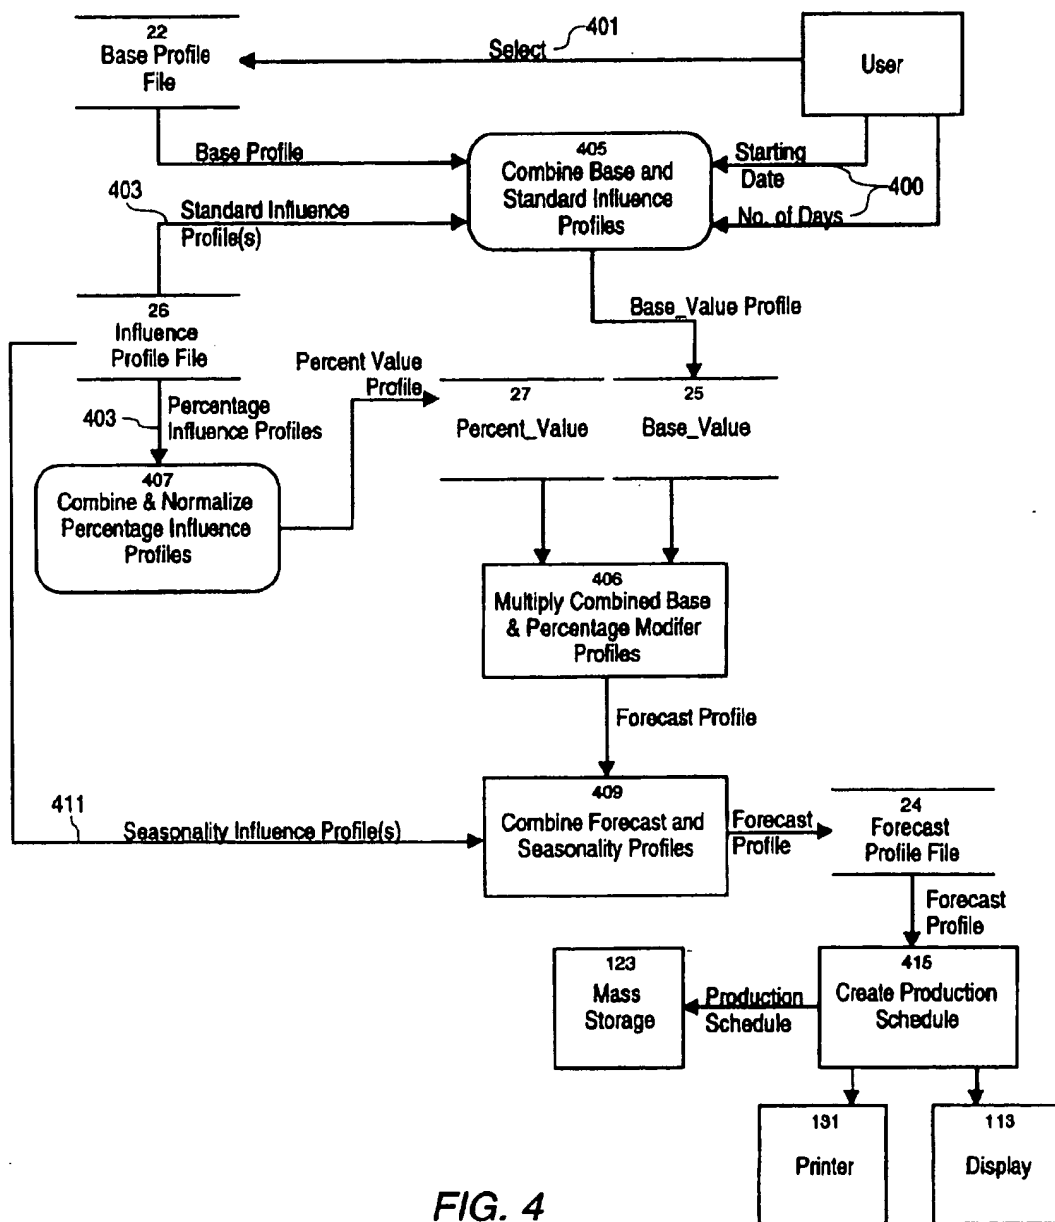 22
Base Profile
File
Select
401
User
Base Profile
405
Combine Base and
Standard Influence
Profiles
Starting
Date
400
No. of Days
403
Standard Influence
Profile(s)
26
Influence
Profile File
Base_Value Profile
Percent Value
Profile
27
Percent_Value
25
Base_Value
403
Percentage
Influence Profiles
407
Combine & Normalize
Percentage Influence
Profiles
406
Multiply Combined Base
& Percentage Modifer
Profiles
Forecast Profile
411
Seasonality Influence Profile(s)
409
Combine Forecast and
Seasonality Profiles
Forecast
Profile
24
Forecast
Profile File
Forecast
Profile
123
Mass
Storage
Production
Schedule
415
Create Production
Schedule
131
Printer
113
Display
FIG. 4